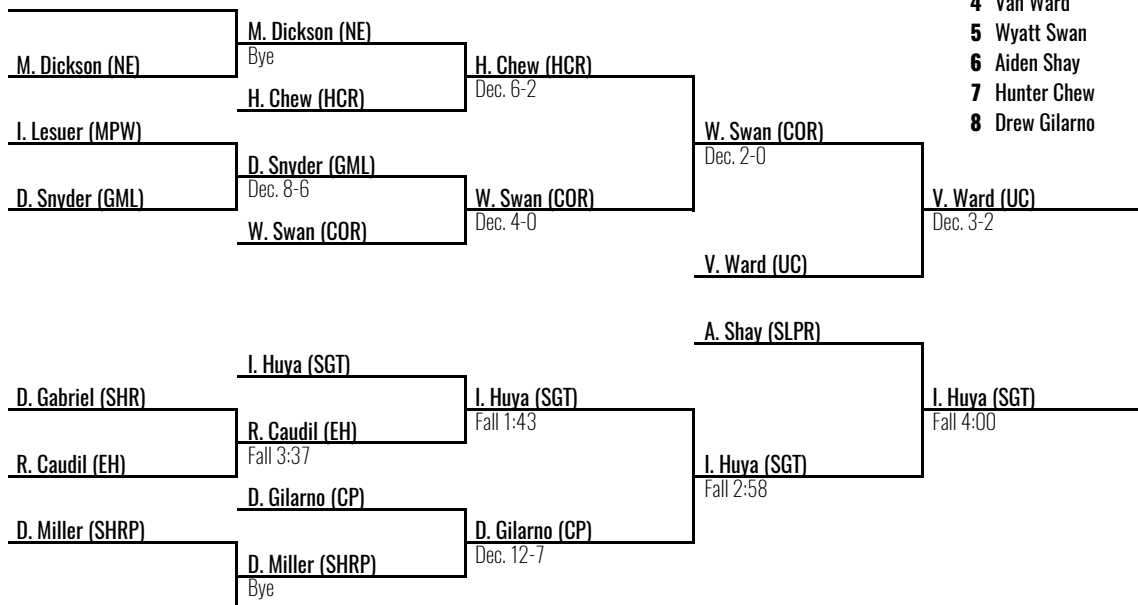 4 Van Ward
5 Wyatt Swan
6 Aiden Shay
7 Hunter Chew
8 Drew Gilarno
M. Dickson (NE)
M. Dickson (NE)
Bye
H. Chew (HCR)
H. Chew (HCR)
Dec. 6-2
I. Lesuer (MPW)
D. Snyder (GML)
D. Snyder (GML)
Dec. 8-6
W. Swan (COR)
W. Swan (COR)
Dec. 4-0
W. Swan (COR)
Dec. 2-0
V. Ward (UC)
V. Ward (UC)
Dec. 3-2
A. Shay (SLPR)
I. Huya (SGT)
D. Gabriel (SHR)
R. Caudil (EH)
R. Caudil (EH)
Fall 3:37
I. Huya (SGT)
Fall 1:43
D. Gilarno (CP)
D. Miller (SHRP)
D. Miller (SHRP)
Bye
D. Gilarno (CP)
Dec. 12-7
I. Huya (SGT)
Fall 2:58
I. Huya (SGT)
Fall 4:00